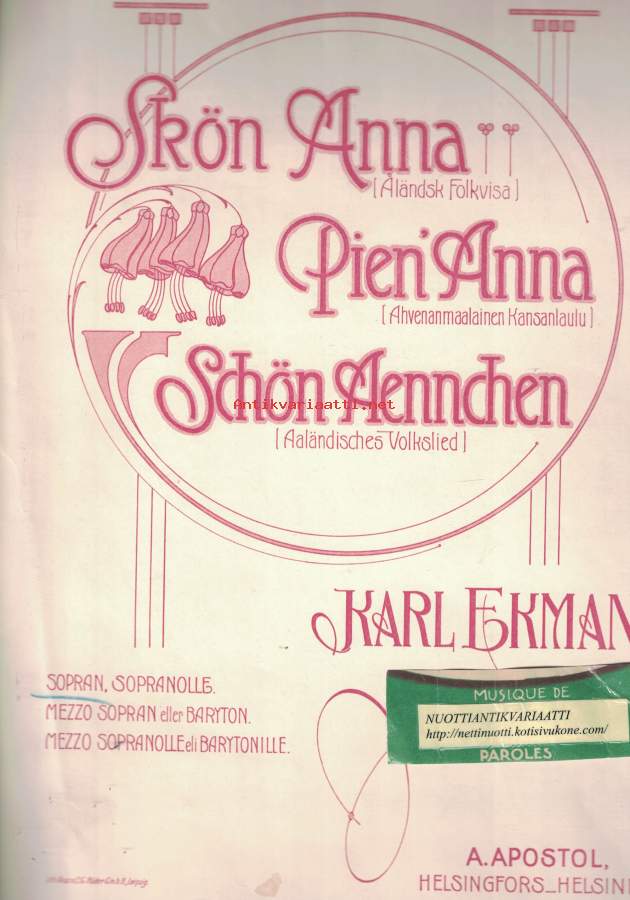 Skön Anna
[Åländsk Folkvisa]
Pien' Anna
[Ahvenanmaalainen Kansanlaulu]
Schön Aennchen
Antikvariaatti.net
[Aaländisches Volkslied]
KARL EKMAN
SOPRAN, SOPRANOLLE.
MEZZO SOPRAN eller BARYTON.
MEZZO SOPRANOLLE eli BARYTONILLE.
MUSIQUE DE
NUOTTIANTIKVARIAATTI
http://nettinuotti.kotisivukone.com/
PAROLES
A. APOSTOL,
HELSINGFORS_HELSIN